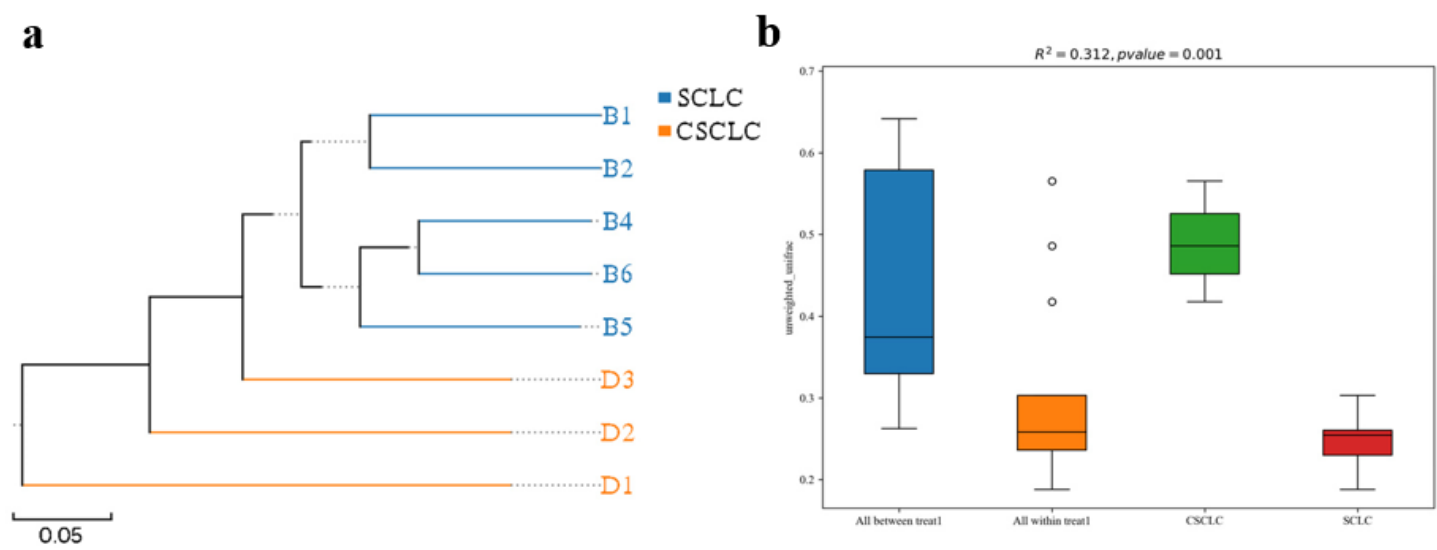 a
SCLC
CSCLC
B1
B2
B4
B6
B5
D3
D2
D1
0.05
b
R² = 0.312, pvalue = 0.001
unweighted_unifrac
0.7
0.6
0.5
0.4
0.3
0.2
All between treat1
All within treat1
CSCLC
SCLC